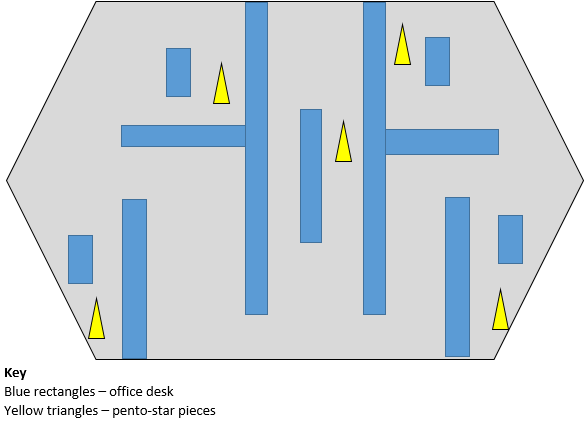 Key
Blue rectangles – office desk
Yellow triangles – pento-star pieces